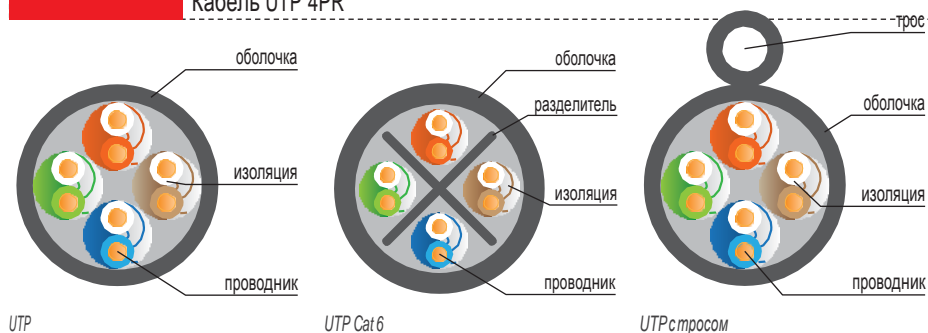 Кабель UTP 4PR
трос
оболочка
оболочка
разделитель
оболочка
изоляция
изоляция
изоляция
проводник
проводник
проводник
UTP
UTP Cat 6
UTP с тросом